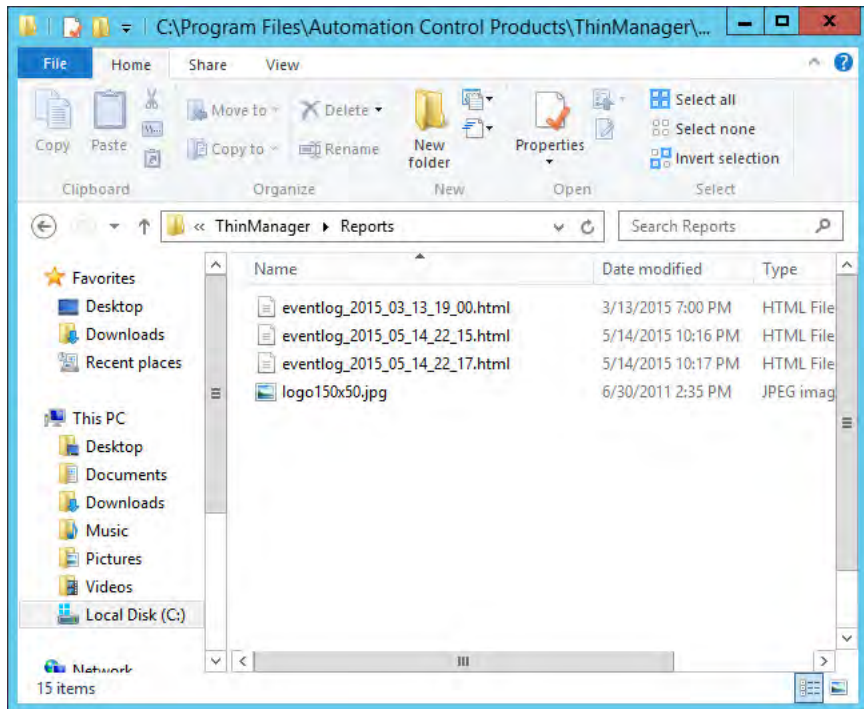 C:\Program Files\Automation Control Products\ThinManager\...
File Home Share View
Copy
Paste
Move to
Copy to
Delete
Rename
New folder
Properties
Select all
Select none
Invert selection
Clipboard Organize New Open Select
« ThinManager Reports
Search Reports
Name Date modified Type
Favorites
Desktop
Downloads
Recent places
This PC
Desktop
Documents
Downloads
Music
Pictures
Videos
Local Disk (C:)
Network
eventlog_2015_03_13_19_00.html 3/13/2015 7:00 PM HTML File
eventlog_2015_05_14_22_15.html 5/14/2015 10:16 PM HTML File
eventlog_2015_05_14_22_17.html 5/14/2015 10:17 PM HTML File
logo150x50.jpg 6/30/2011 2:35 PM JPEG imag
15 items